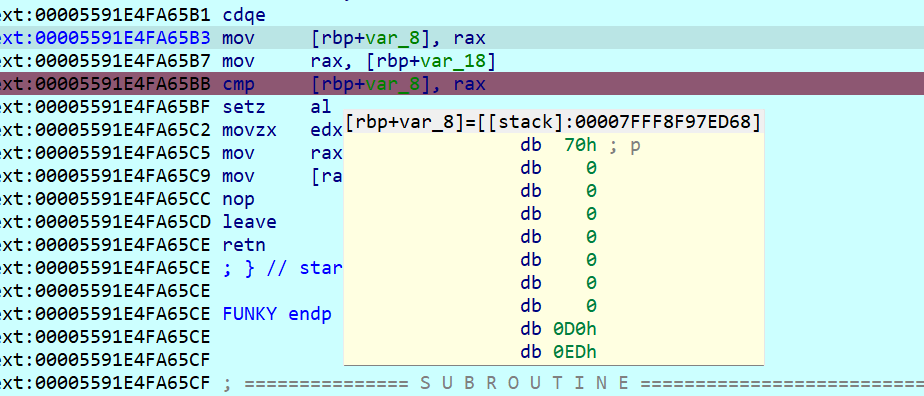 ext:00005591E4FA65B1 cdqe
ext:00005591E4FA65B3 mov     [rbp+var_8], rax
ext:00005591E4FA65B7 mov     rax, [rbp+var_18]
ext:00005591E4FA65BB cmp     [rbp+var_8], rax
ext:00005591E4FA65BF setz    al
ext:00005591E4FA65C2 movzx   edx
ext:00005591E4FA65C5 mov     rax
ext:00005591E4FA65C9 mov     [ra
ext:00005591E4FA65CC nop
ext:00005591E4FA65CD leave
ext:00005591E4FA65CE retn
ext:00005591E4FA65CE ; } // star
ext:00005591E4FA65CE
ext:00005591E4FA65CE FUNKY endp
ext:00005591E4FA65CE
ext:00005591E4FA65CF
ext:00005591E4FA65CF ; =============== S U B R O U T I N E ==========================
[rbp+var_8]=[[stack]:00007FFF8F97ED68]
db  70h ; p
db    0
db    0
db    0
db    0
db    0
db    0
db    0
db 0D0h
db 0EDh